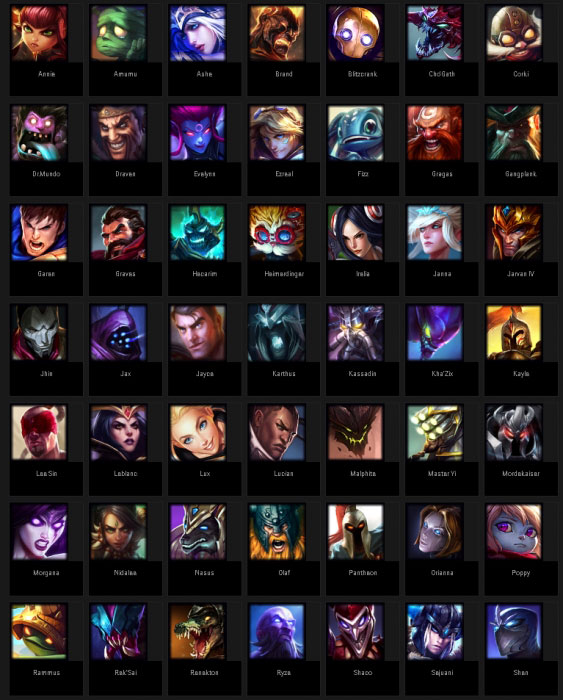 Annie Amumu Ashe Brand Blitzcrank Cho'Gath Corki
Dr.Mundo Draven Evelynn Ezreal Fizz Gragas Gangplank
Garen Graves Hecarim Heimerdinger Irelia Janna Jarvan IV
Jhin Jax Jayce Karthus Kassadin Kha'Zix Kayle
Lee Sin Leblanc Lux Lucian Malphite Master Yi Mordekaiser
Morgana Nidalee Nasus Olaf Pantheon Orianna Poppy
Rammus Rek'Sai Renekton Ryze Shaco Sejuani Shen